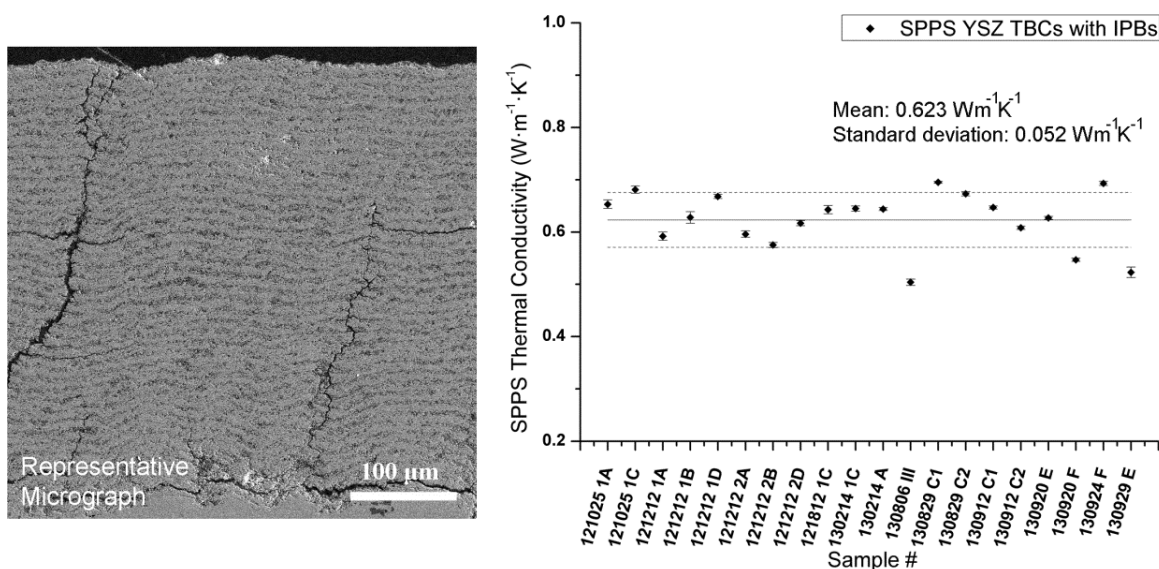 Representative
Micrograph
100 μm
SPPS YSZ TBCs with IPBs
Mean: 0.623 Wm⁻¹K⁻¹
Standard deviation: 0.052 Wm⁻¹K⁻¹
SPPS Thermal Conductivity (W·m⁻¹·K⁻¹)
1.0
0.8
0.6
0.4
0.2
121025 1A
121025 1C
121212 1A
121212 1B
121212 1D
121212 2A
121212 2B
121212 2D
121812 1C
130214 1C
130214 A
130806 III
130829 C1
130829 C2
130912 C1
130912 C2
130920 E
130920 F
130924 F
130929 E
Sample #